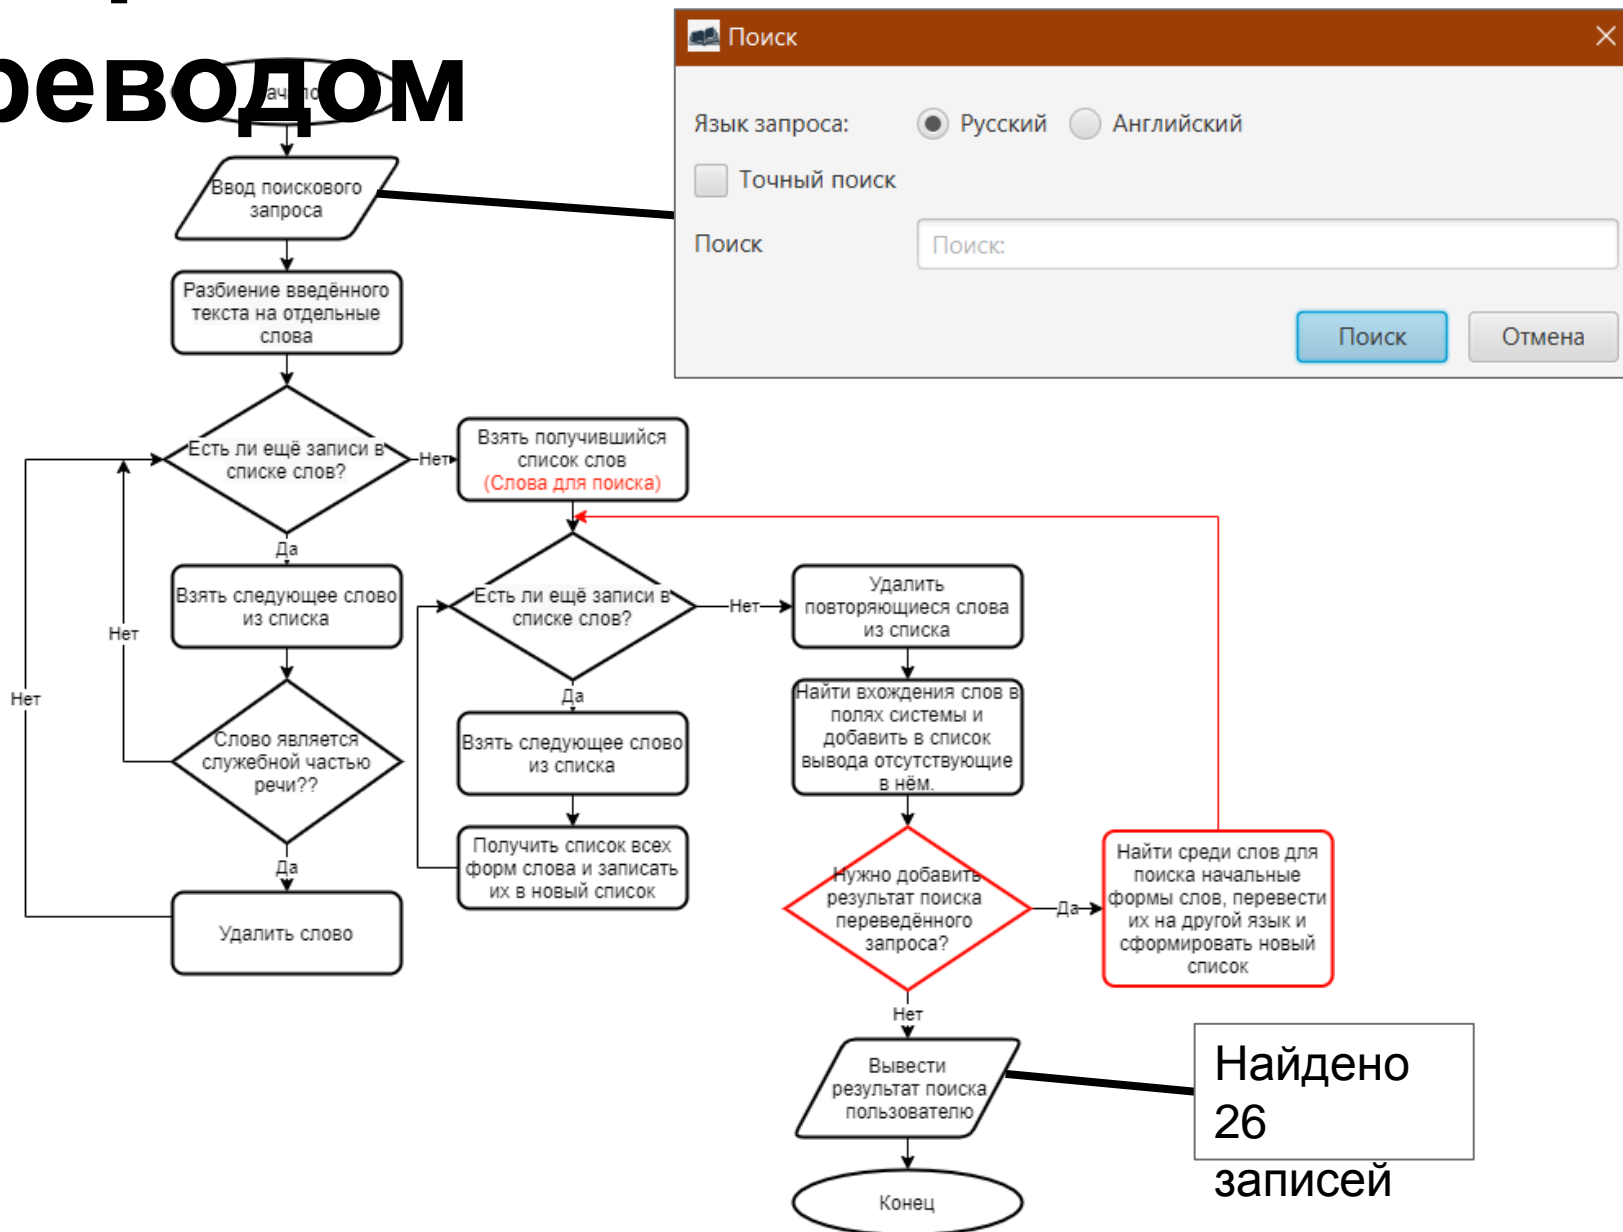 реводом
Поиск
Язык запроса:
Русский
Английский
Точный поиск
Поиск
Поиск:
Поиск
Отмена
Ввод поискового
запроса
Разбиение введённого
текста на отдельные
слова
Есть ли ещё записи в
списке слов?
Нет
Взять получившийся
список слов
(Слова для поиска)
Да
Взять следующее слово
из списка
Нет
Нет
Слово является
служебной частью
речи??
Да
Удалить слово
Есть ли ещё записи в
списке слов?
Нет
Да
Взять следующее слово
из списка
Получить список всех
форм слова и записать
их в новый список
Удалить
повторяющиеся слова
из списка
Найти вхождения слов в
полях системы и
добавить в список
вывода отсутствующие
в нём.
Нужно добавить
результат поиска
переведённого
запроса?
Да
Найти среди слов для
поиска начальные
формы слов, перевести
их на другой язык и
сформировать новый
список
Нет
Вывести
результат поиска
пользователю
Найдено
26
записей
Конец